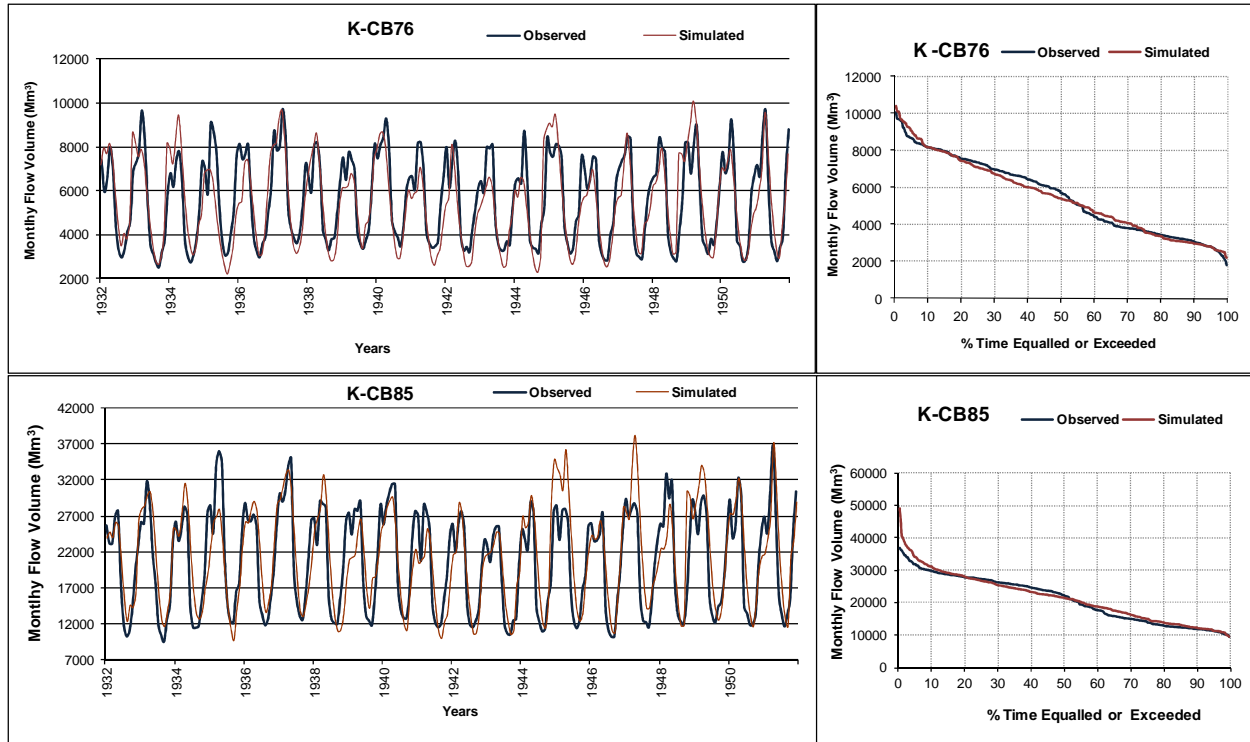 K-CB76
Observed Simulated
Monthly Flow Volume (Mm³)
12000
10000
8000
6000
4000
2000
1932 1934 1936 1938 1940 1942 1944 1946 1948 1950
Years
K -CB76
Observed Simulated
Monthly Flow Volume (Mm³)
12000
10000
8000
6000
4000
2000
0
0 10 20 30 40 50 60 70 80 90 100
% Time Equalled or Exceeded
K-CB85
Observed Simulated
Monthly Flow Volume (Mm³)
42000
37000
32000
27000
22000
17000
12000
7000
1932 1934 1936 1938 1940 1942 1944 1946 1948 1950
Years
K-CB85
Observed Simulated
Monthly Flow Volume (Mm³)
60000
50000
40000
30000
20000
10000
0
0 10 20 30 40 50 60 70 80 90 100
% Time Equalled or Exceeded